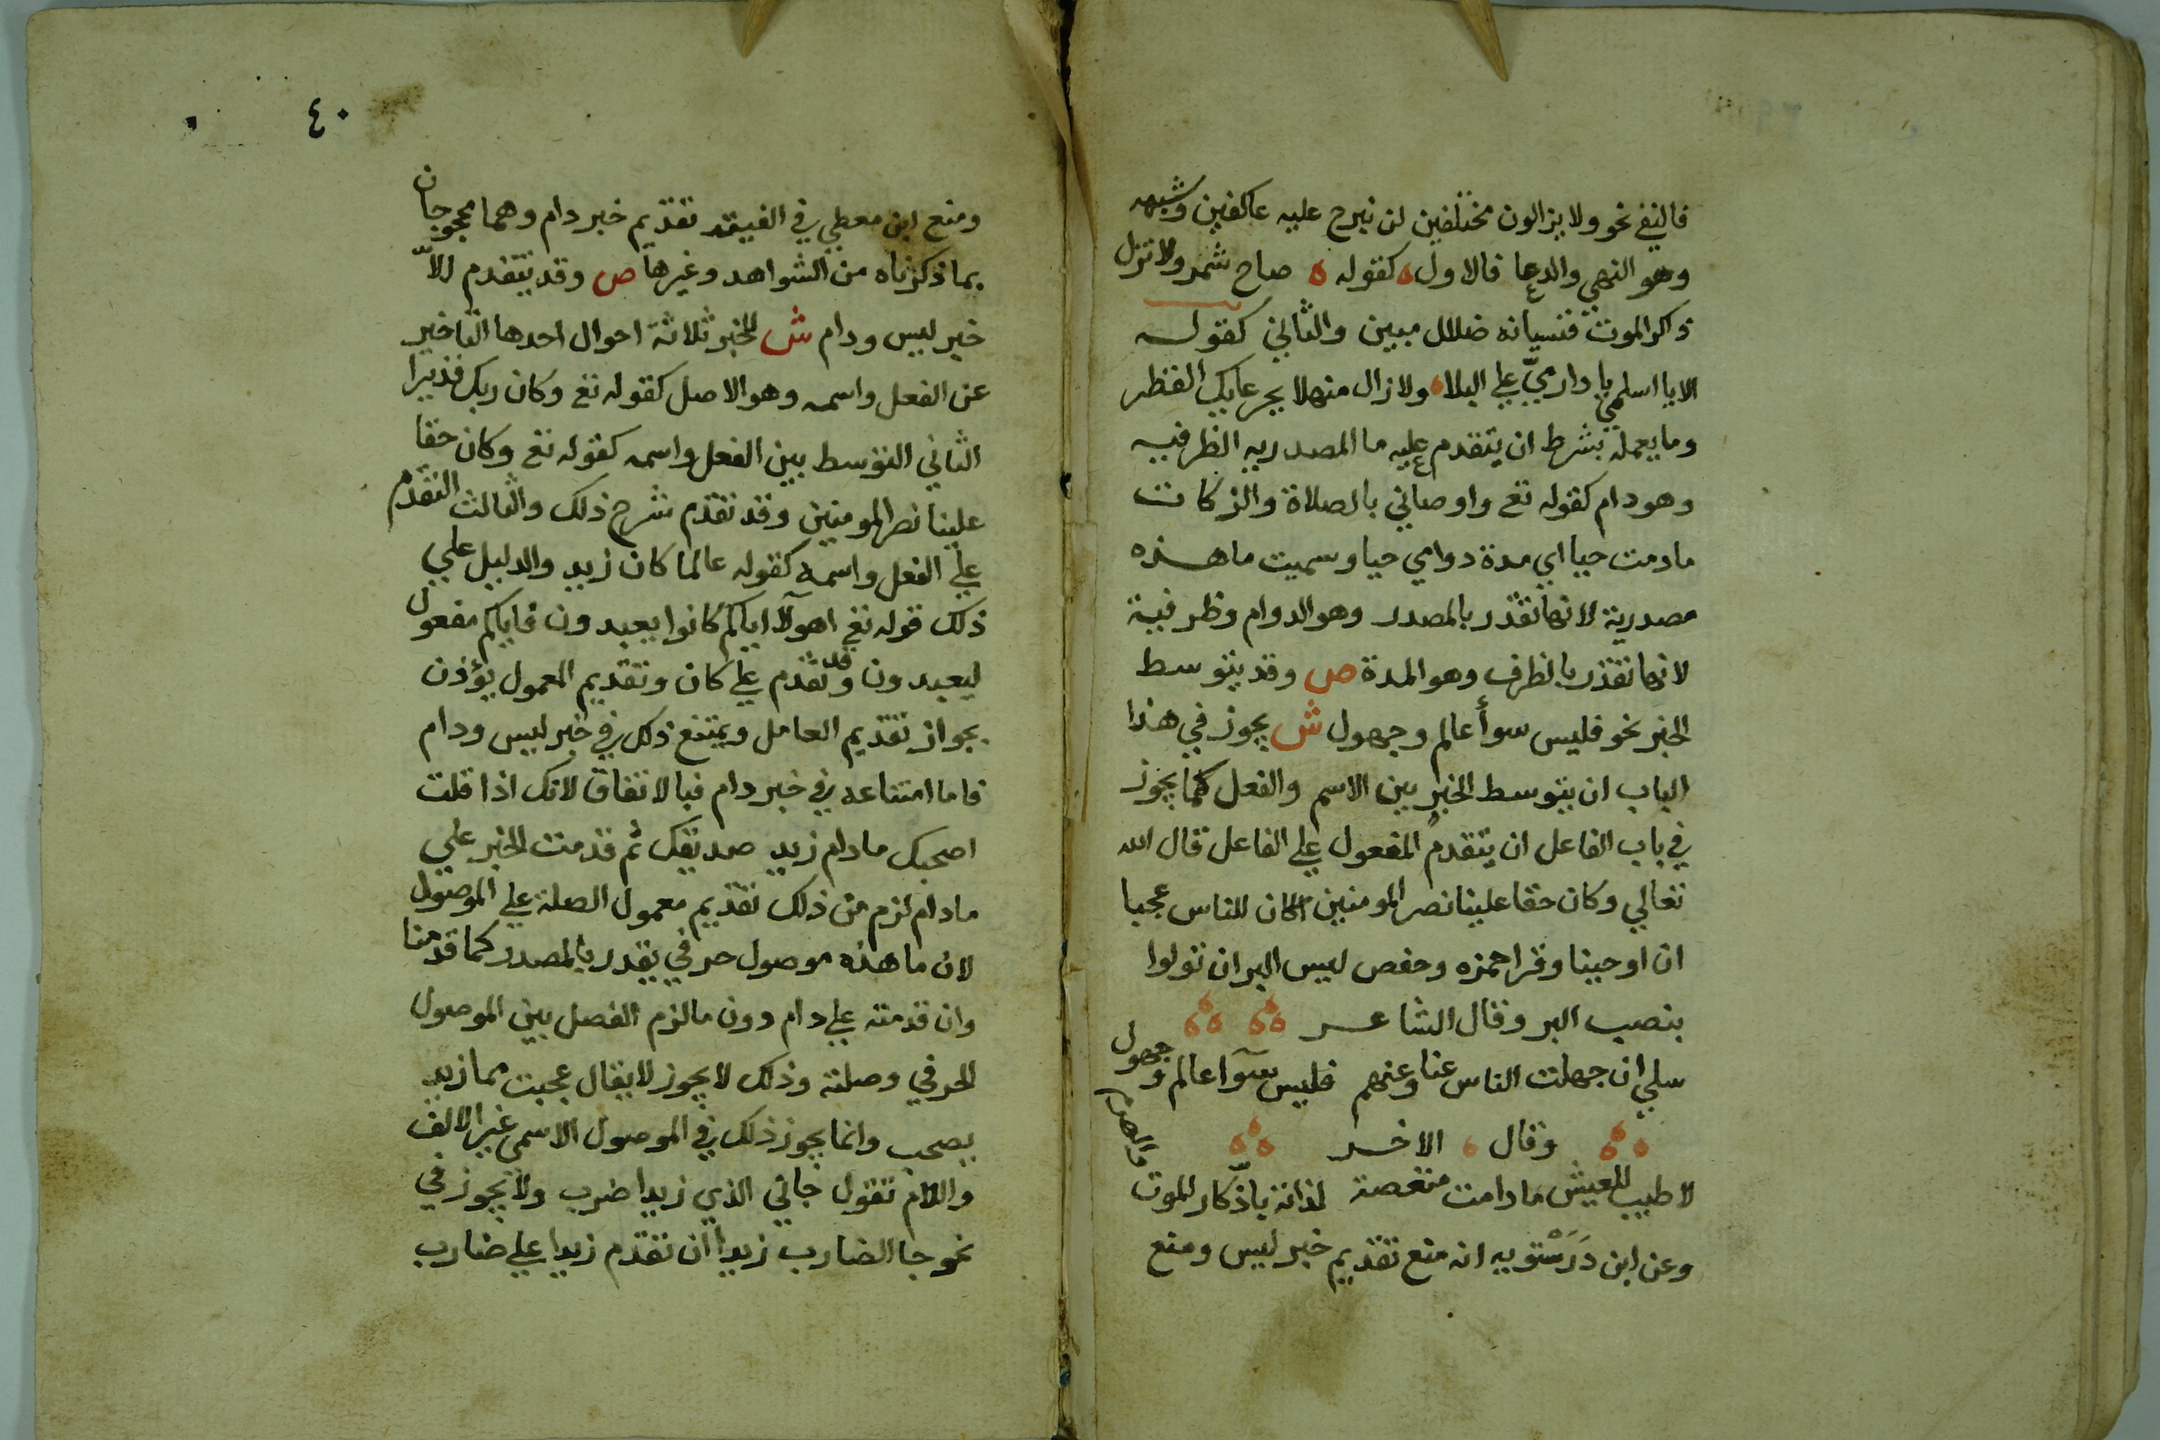 فالنفي نحو ولا يزالون مختلفين لن نبرح عليه عاكفين وشبهه
وهو النهي والدعا فالاول كقوله صاح شمر ولا تزل
ذاكر الموت فنسيانه ضلال مبين والثاني كقوله
الا يا اسلمي يا دار ميّ علي البلا ولا زال منهلا بجرعايك القطر
وما يعمله بشرط ان يتقدم عليه ما المصدريه الظرفيه
وهو دام كقوله تع واوصاني بالصلاة والزكات
مادمت حيا اي مدة دوامي حيا وسميت ما هذه
مصدرية لانها تقدر بالمصدر وهو الدوام وظرفية
لانها تقدر بالظرف وهو المدة ص وقد يتوسط
الخبر نحو فليس سوأ عالم وجهول ش يجوز في هذا
الباب ان يتوسط الخبر بين الاسم والفعل كما يجوز
في باب الفاعل ان يتقدم المفعول علي الفاعل قال الله
تعالي وكان حقا علينا نصر المومنين اكان للناس عجبا
ان اوحينا وقرا حمزه وحفص ليس البر ان تولوا
بنصب البر وقال الشاعر
سلي ان جهلت الناس عنا وعنهم فليس سوآ عالم وجهول
وقال الاخر
لا طيب للعيش مادامت منغصة لذاته باذّكار الموت والهرم
وعن ابن دَرَسْتويه انه منع تقديم خبر ليس ومنع
٤٠
ومنع ابن معطي في الفيته تقديم خبر دام وهما محجوجان
بما ذكرناه من الشواهد وغيرها ص وقد يتقدم الاّ
خبر ليس ودام ش للخبر ثلاثة احوال احدها التاخير
عن الفعل واسمه وهو الاصل كقوله تع وكان ربك قديرا
الثاني التوسط بين الفعل واسمه كقوله تع وكان حقا
علينا نصر المومنين وقد تقدم شرح ذلك والثالث التقدّم
علي الفعل واسمه كقوله عالما كان زيد والدليل علي
ذلك قوله تع اهولآ اياكم كانوا يعبدون فاياكم مفعول
ليعبدون وقد تقدم علي كان وتقديم المعمول يؤذن
بجواز تقديم العامل ويمتنع ذلك في خبر ليس ودام
فاما امتناعه في خبر دام فبالاتفاق لانك اذا قلت
اصحبك مادام زيد صديقك ثم قدمت الخبر علي
مادام لزم من ذلك تقديم معمول الصلة علي الموصول
لان ما هذه موصول حرفي يقدر بالمصدر كما قدمنا
وان قدمته علي دام دون ما لزم الفصل بين الموصول
الحرفي وصلته وذلك لا يجوز لا يقال عجبت مما زيد
يصحب وانما يجوز ذلك في الموصول الاسمي غير الالف
واللام تقول جاني الذي زيدا ضرب ولا يجوز في
نحو جا الضارب زيدا ان تقدم زيدا علي ضارب